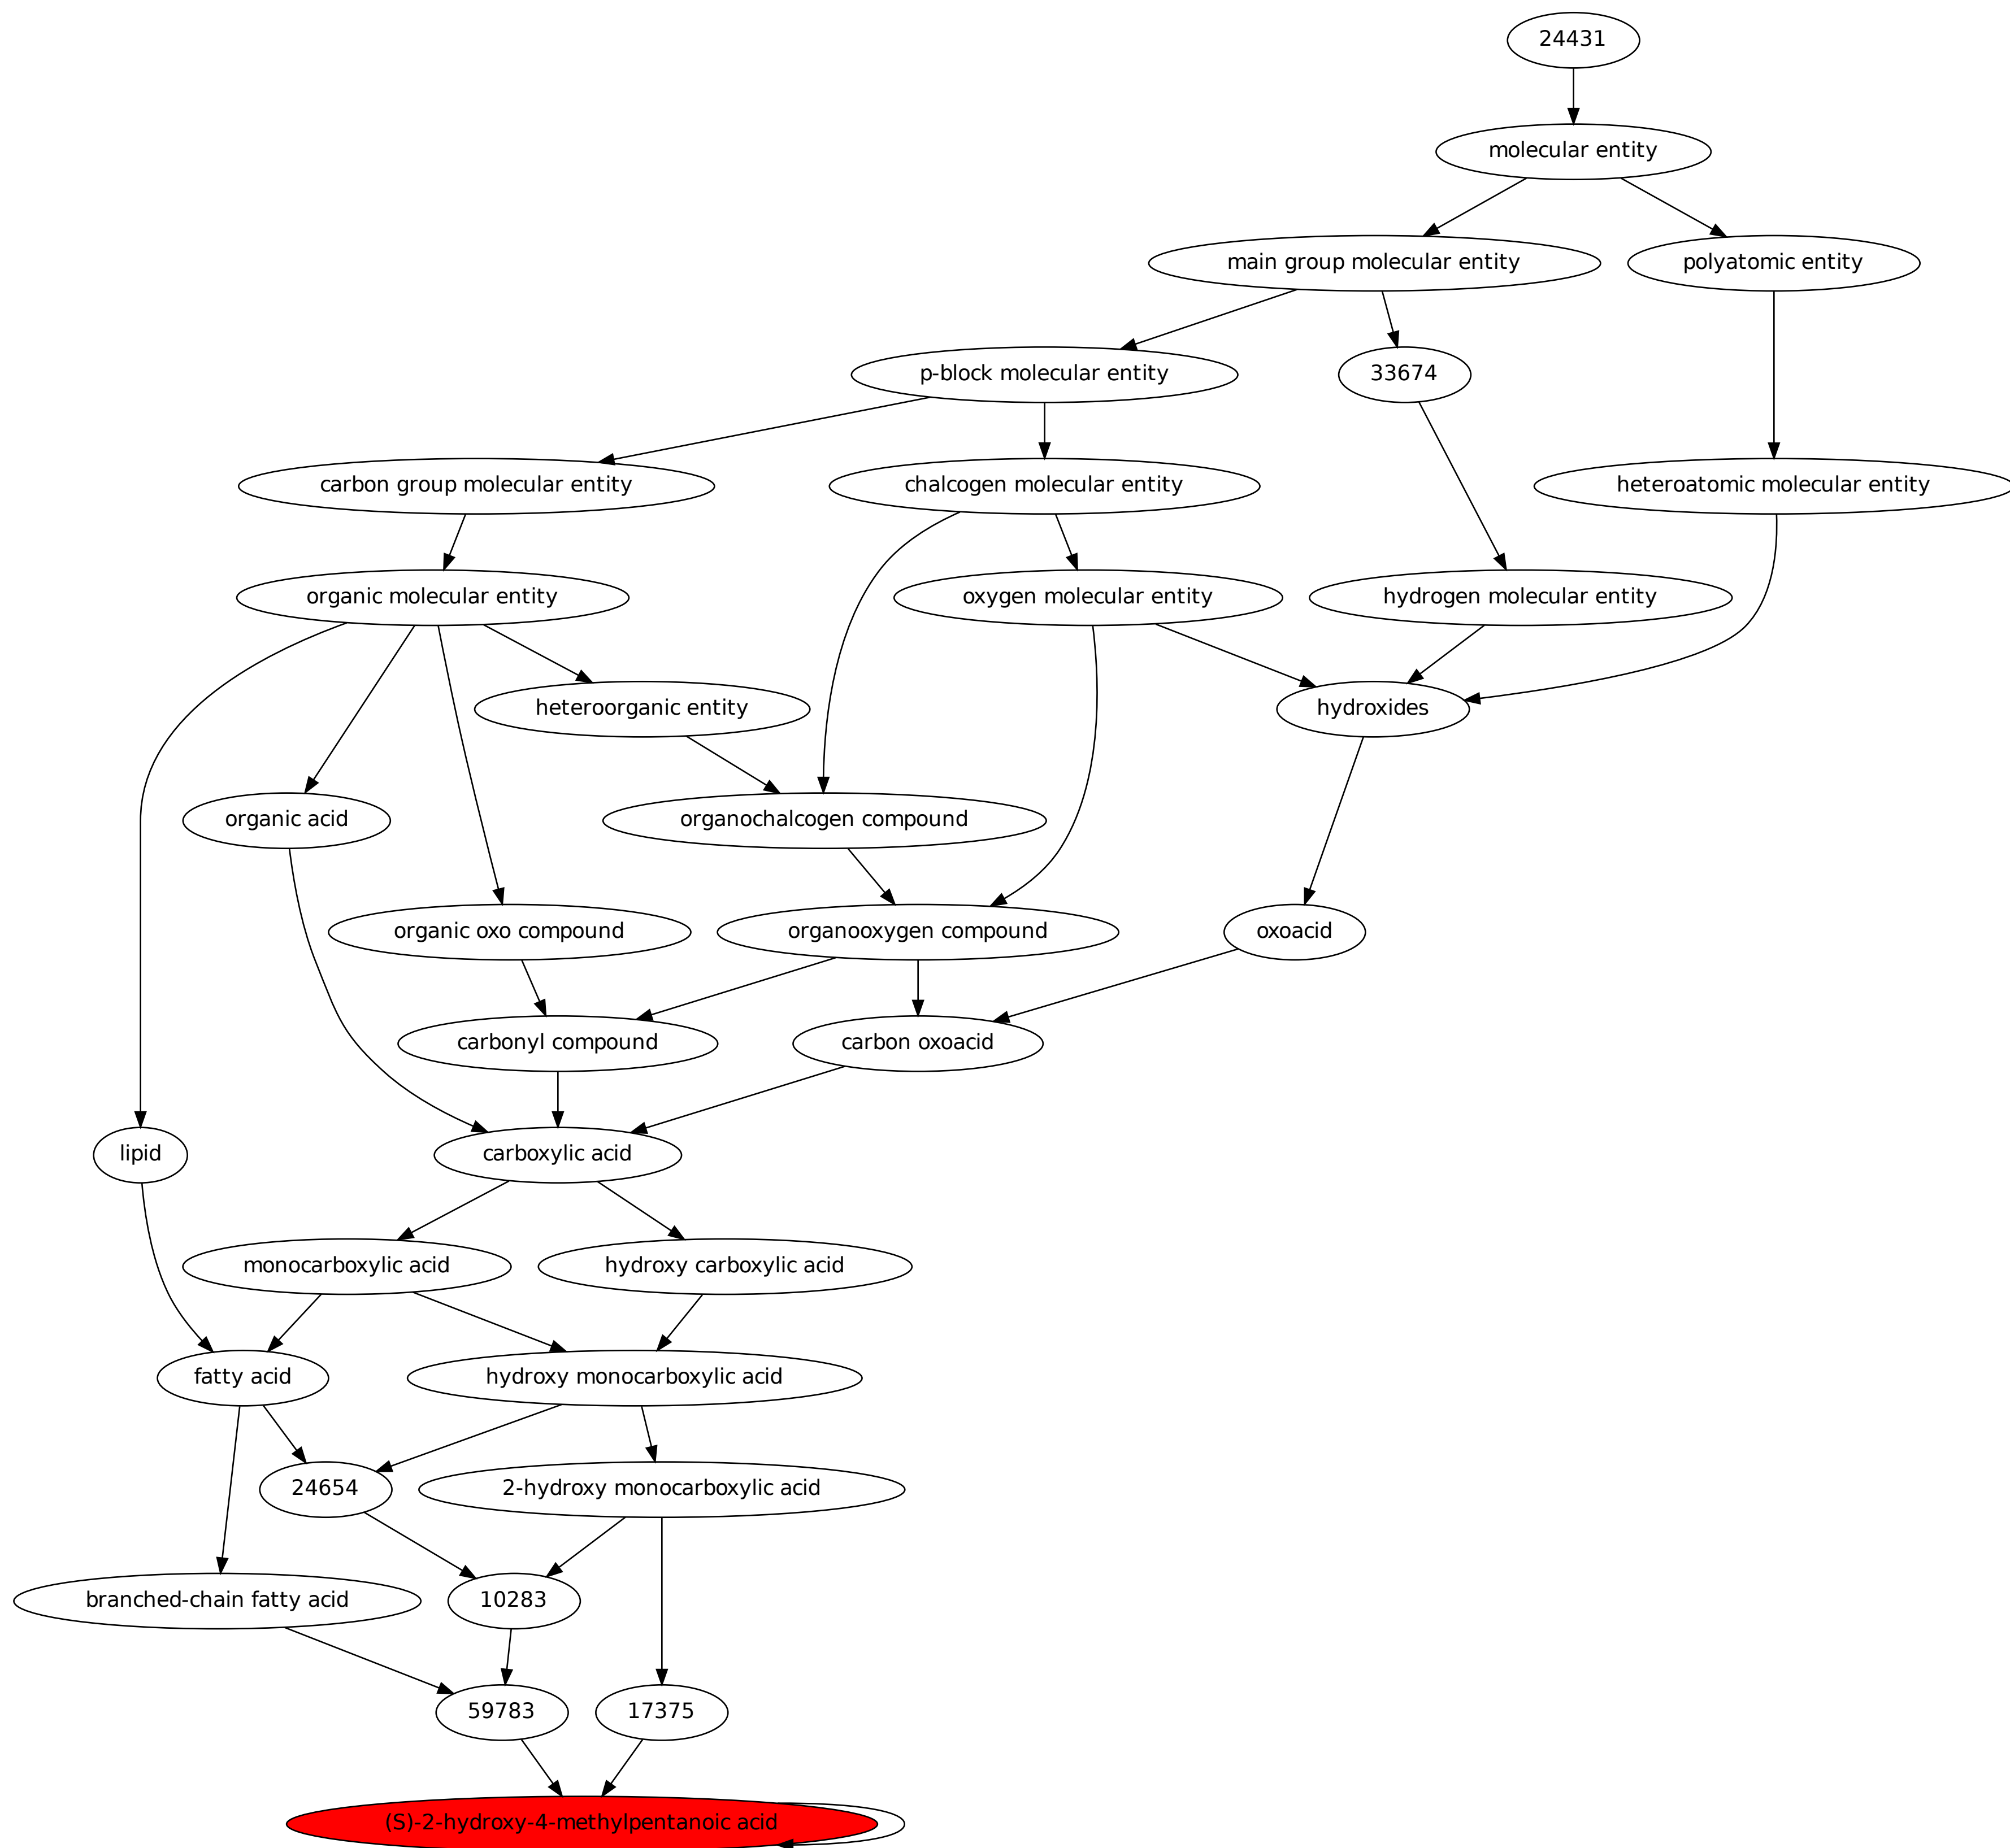 24431
molecular entity
main group molecular entity
polyatomic entity
p-block molecular entity
33674
carbon group molecular entity
chalcogen molecular entity
heteroatomic molecular entity
organic molecular entity
oxygen molecular entity
hydrogen molecular entity
heteroorganic entity
hydroxides
organic acid
organochalcogen compound
organic oxo compound
organooxygen compound
oxoacid
carbonyl compound
carbon oxoacid
lipid
carboxylic acid
monocarboxylic acid
hydroxy carboxylic acid
fatty acid
hydroxy monocarboxylic acid
24654
2-hydroxy monocarboxylic acid
branched-chain fatty acid
10283
59783
17375
(S)-2-hydroxy-4-methylpentanoic acid